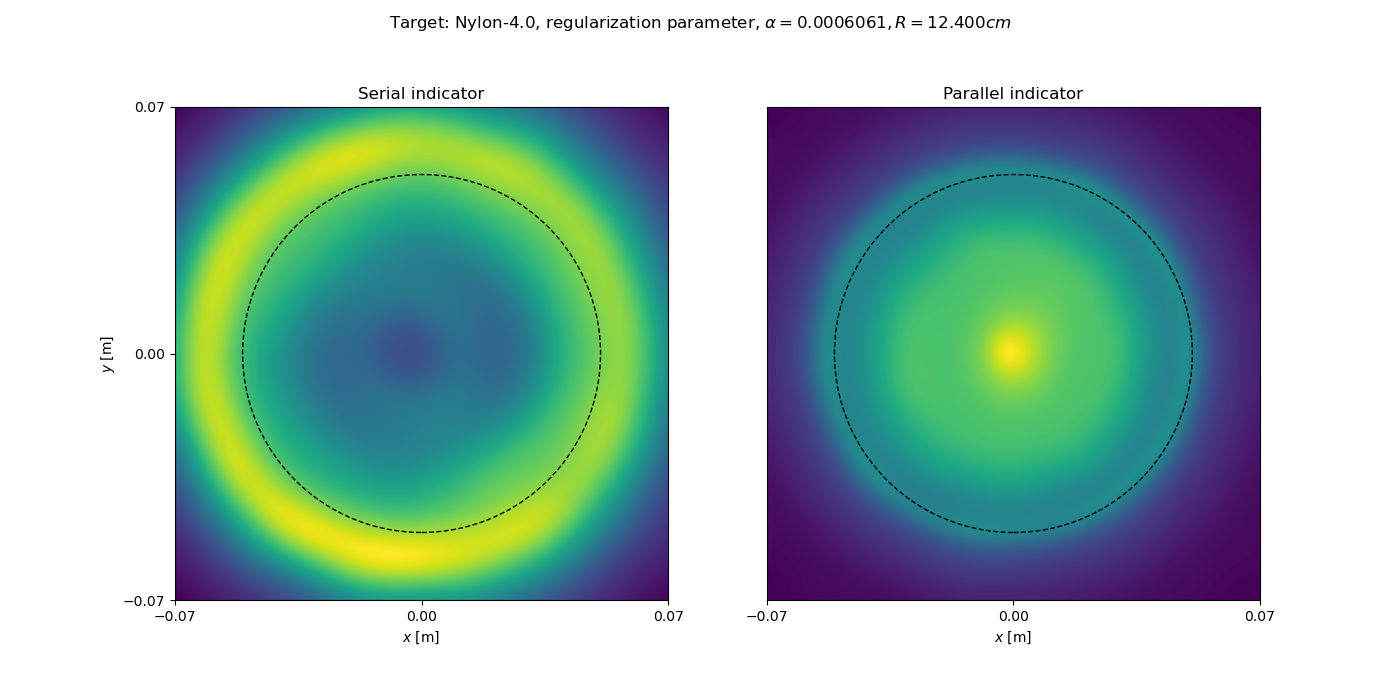 Target: Nylon-4.0, regularization parameter, α = 0.0006061, R = 12.400cm
Serial indicator
Parallel indicator
0.07
0.00
−0.07
y [m]
−0.07
0.00
0.07
x [m]
−0.07
0.00
0.07
x [m]